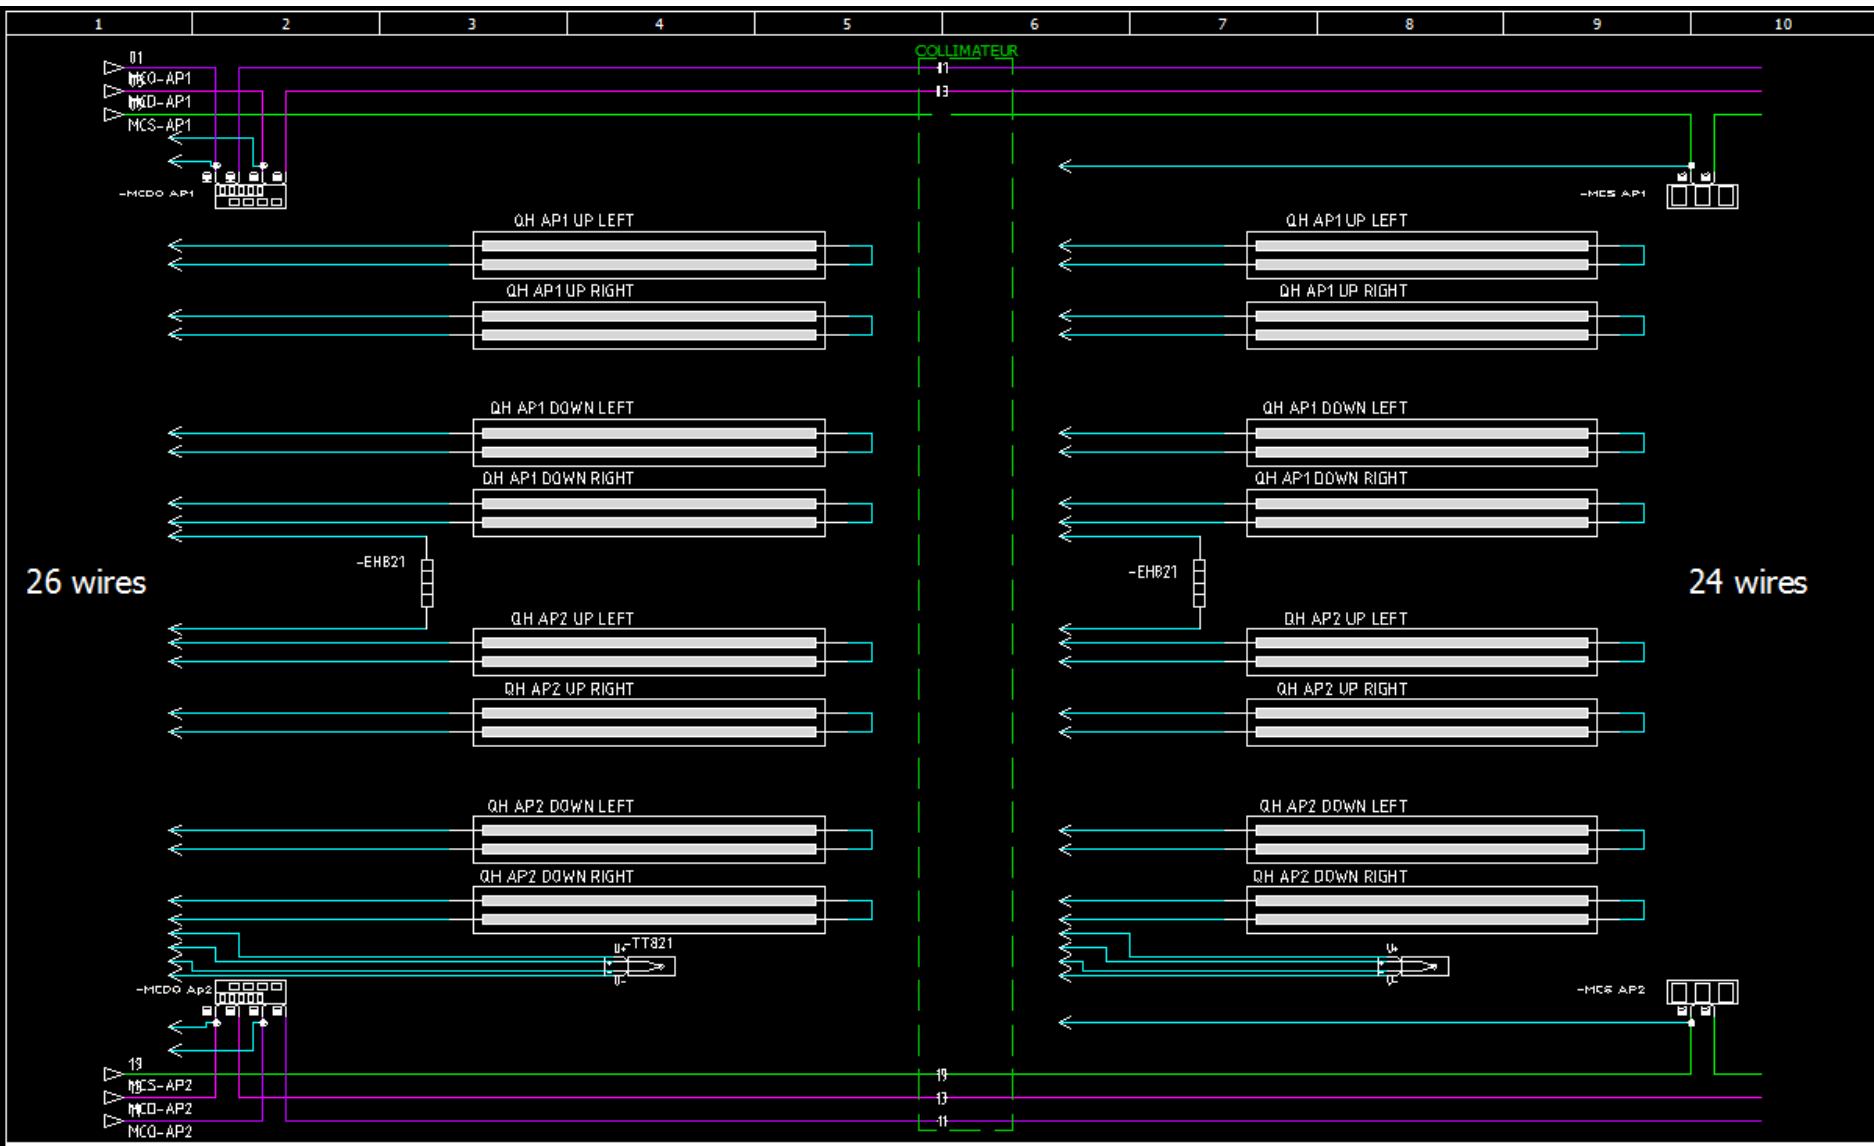 1 2 3 4 5 6 7 8 9 10
COLLIMATEUR
01
MCO-AP1
MCD-AP1
MCS-AP1
-MCDO AP1
-MCS AP1
QH AP1 UP LEFT
QH AP1 UP LEFT
QH AP1 UP RIGHT
QH AP1 UP RIGHT
QH AP1 DOWN LEFT
QH AP1 DOWN LEFT
QH AP1 DOWN RIGHT
QH AP1 DOWN RIGHT
-EHB21
-EHB21
26 wires
24 wires
QH AP2 UP LEFT
QH AP2 UP LEFT
QH AP2 UP RIGHT
QH AP2 UP RIGHT
QH AP2 DOWN LEFT
QH AP2 DOWN LEFT
QH AP2 DOWN RIGHT
QH AP2 DOWN RIGHT
U+ -TT821
U-
V+
-MCDO Ap2
-MCS AP2
19
19
MCS-AP2
13
MCD-AP2
11
MCO-AP2